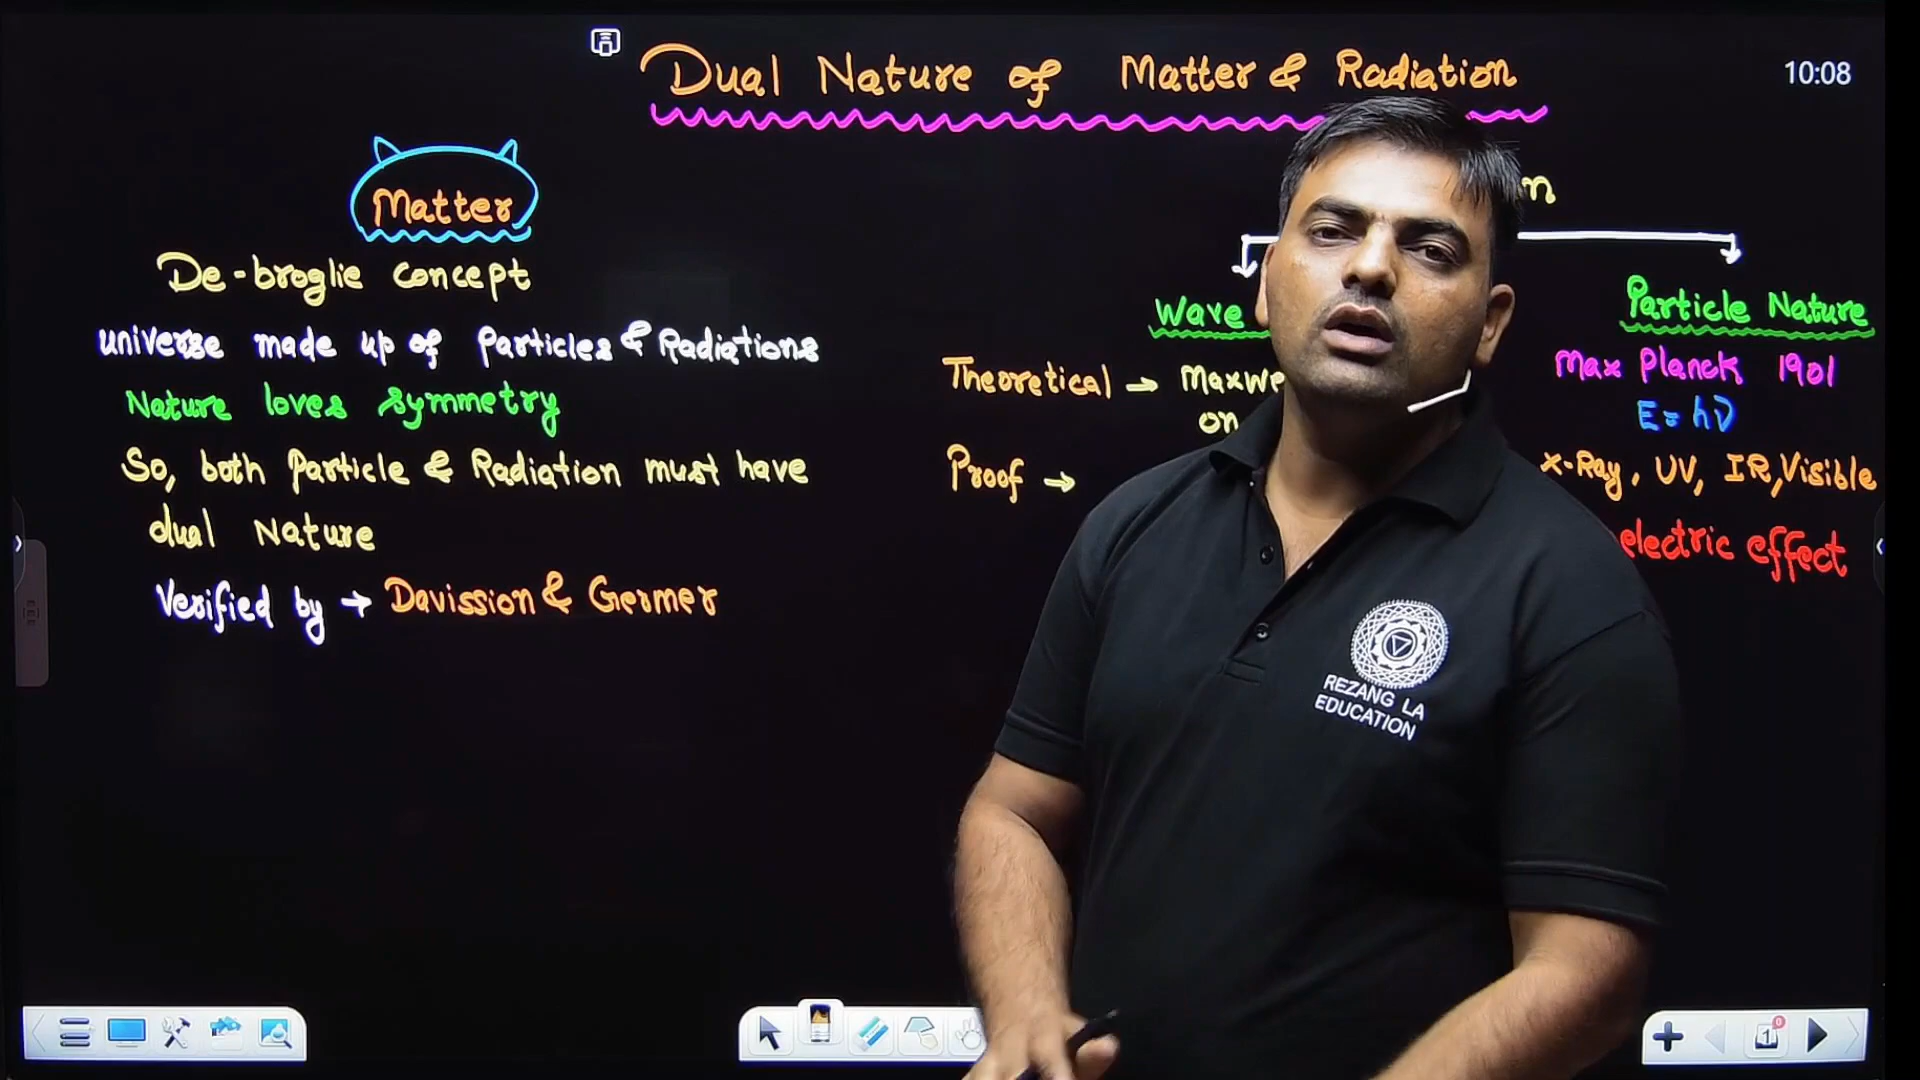 Dual Nature of Matter & Radiation
10:08
Matter
De-broglie concept
universe made up of Particles & Radiations
Nature loves symmetry
So, both Particle & Radiation must have
dual Nature
Verified by → Davission & Germer
n
Wave
Theoretical → Maxwe
on
Proof →
Particle Nature
Max Planck 1901
E = hν
X-Ray, UV, IR, Visible
electric effect
REZANG LA
EDUCATION
1
0